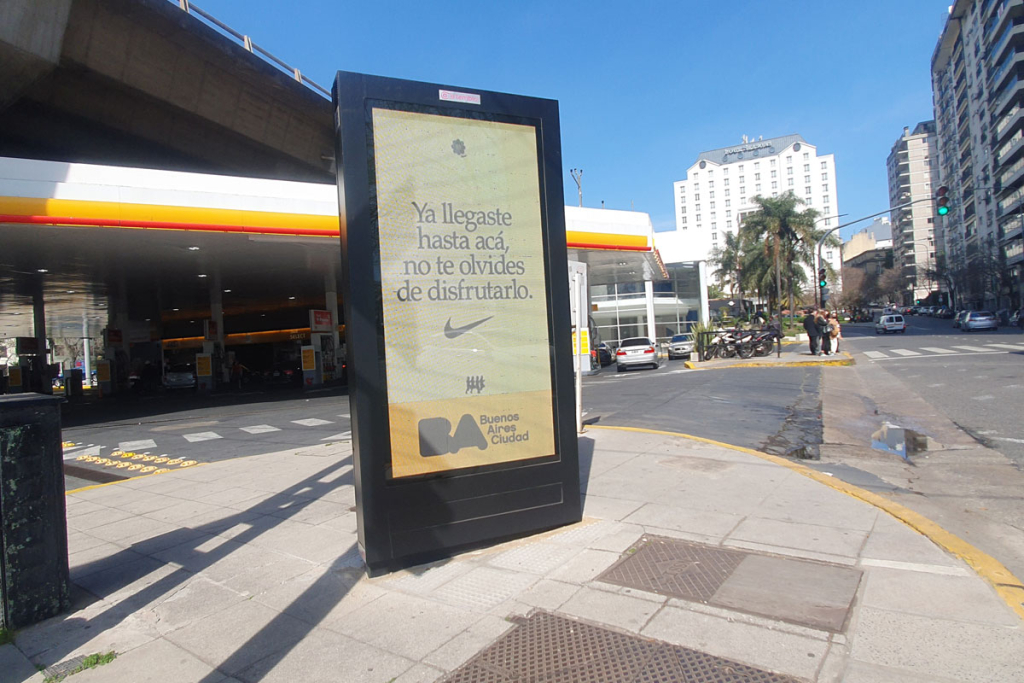 Ya llegaste
hasta acá,
no te olvides
de disfrutarlo.
BA
Buenos
Aires
Ciudad